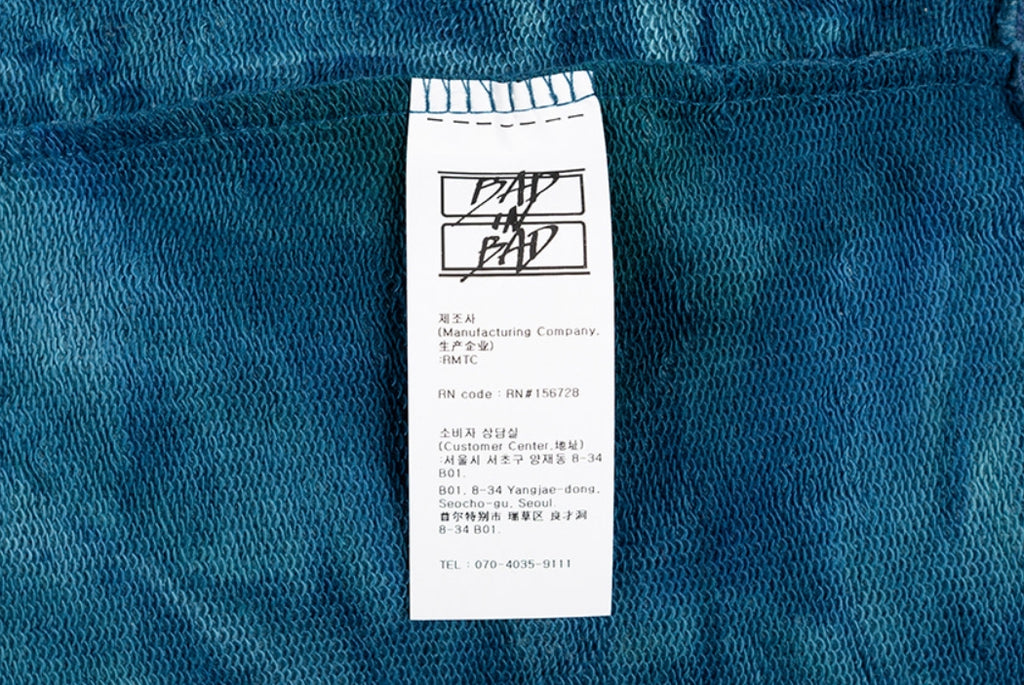 BAD
IN
BAD
제조사
(Manufacturing Company,
生产企业)
:RMTC
RN code : RN#156728
소비자 상담실
(Customer Center,地址)
:서울시 서초구 양재동 8-34
B01.
B01, 8-34 Yangjae-dong,
Seocho-gu, Seoul.
首尔特别市 瑞草区 良才洞
8-34 B01.
TEL : 070-4035-9111